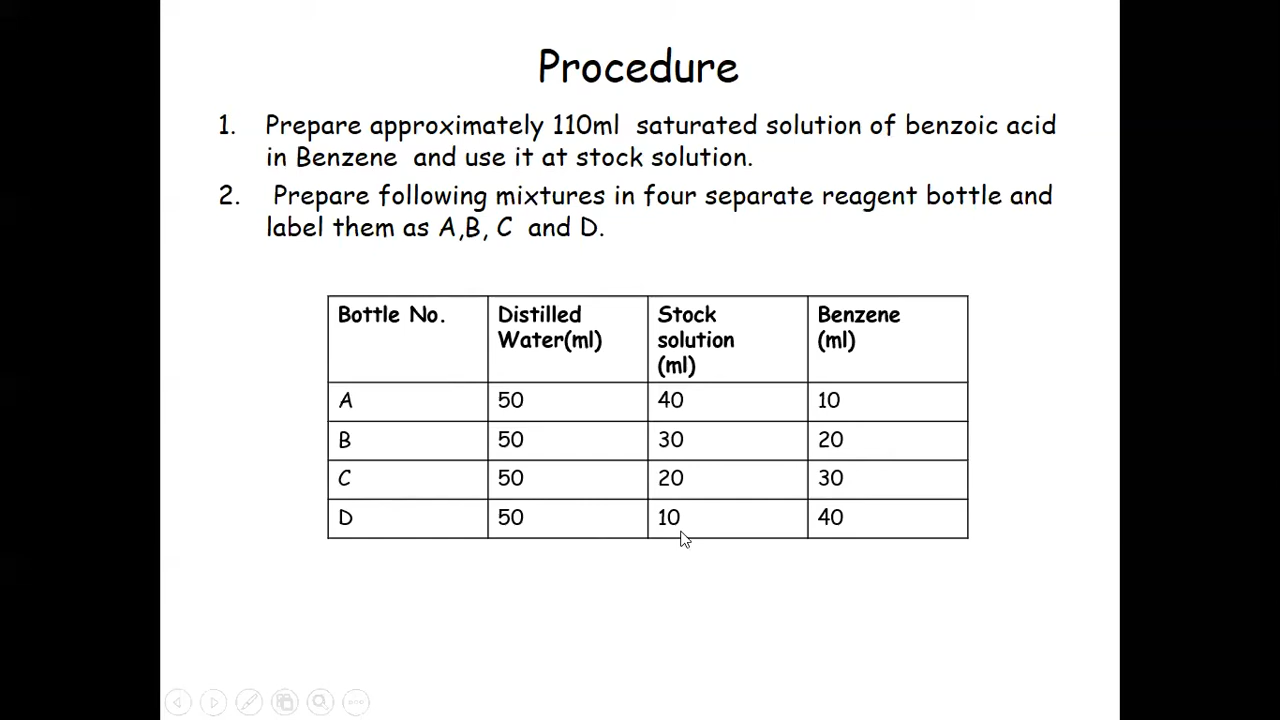 Procedure
1. Prepare approximately 110ml saturated solution of benzoic acid
in Benzene and use it at stock solution.
2. Prepare following mixtures in four separate reagent bottle and
label them as A,B, C and D.
Bottle No. Distilled Water(ml) Stock solution (ml) Benzene (ml)
A 50 40 10
B 50 30 20
C 50 20 30
D 50 10 40